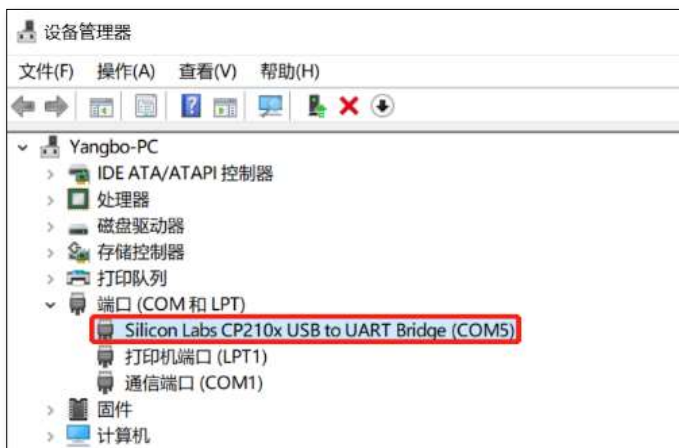 设备管理器
文件(F) 操作(A) 查看(V) 帮助(H)
Yangbo-PC
IDE ATA/ATAPI 控制器
处理器
磁盘驱动器
存储控制器
打印队列
端口 (COM 和 LPT)
Silicon Labs CP210x USB to UART Bridge (COM5)
打印机端口 (LPT1)
通信端口 (COM1)
固件
计算机